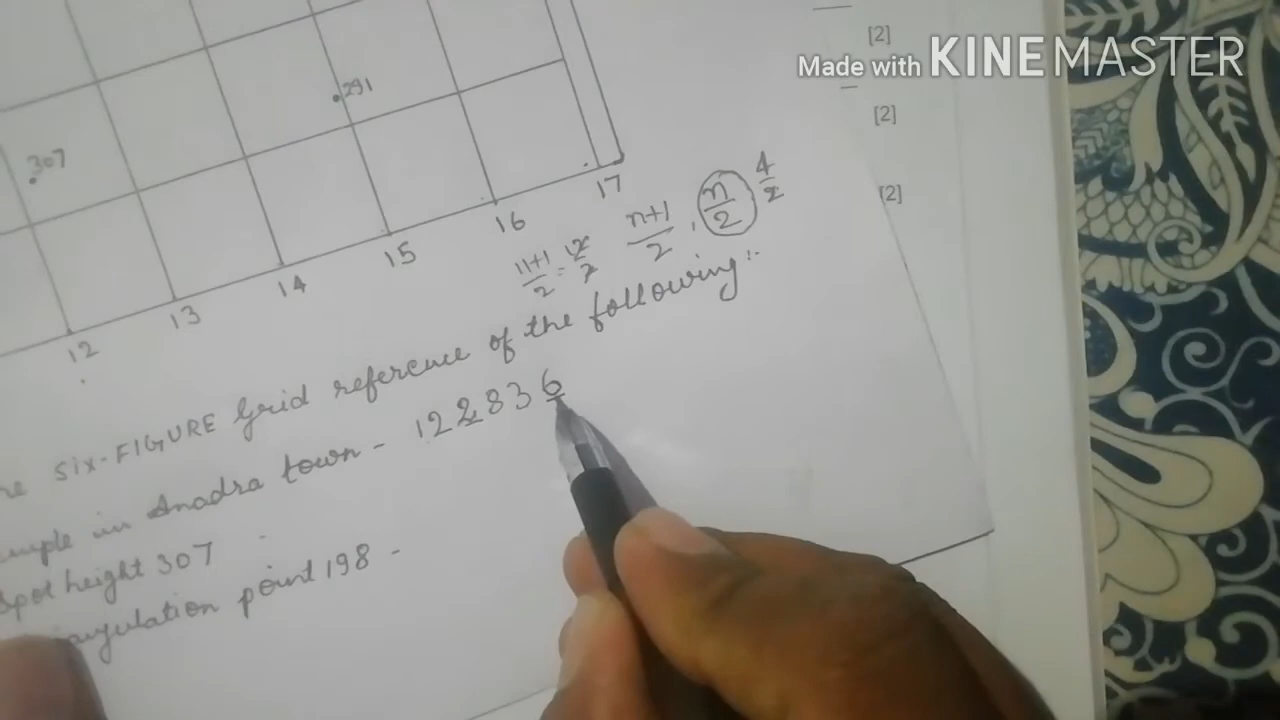 [2]
Made with KINEMASTER
.291
[2]
.307
[2]
12 13 14 15 16 17
11+1/2 = 12/2 n+1/2 , n/2 4/2
SIX-FIGURE Grid reference of the following :-
in Anadra town - 122836
Spot height 307
point 198 -